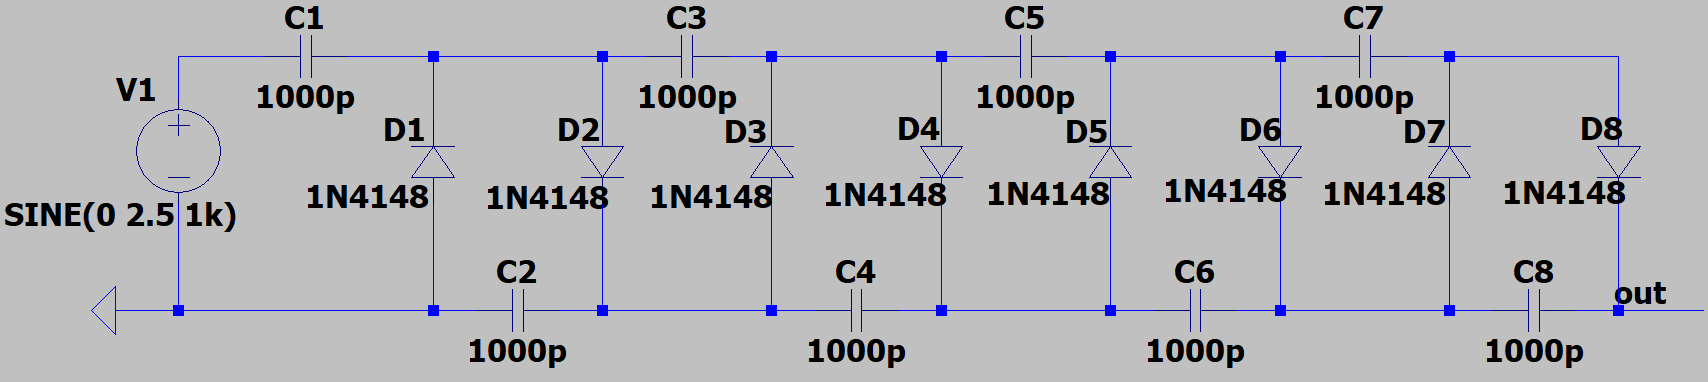 C1
C3
C5
C7
V1
1000p
1000p
1000p
1000p
D1
D2
D3
D4
D5
D6
D7
D8
1N4148
1N4148
1N4148
1N4148
1N4148
1N4148
1N4148
1N4148
SINE(0 2.5 1k)
C2
C4
C6
C8
out
1000p
1000p
1000p
1000p